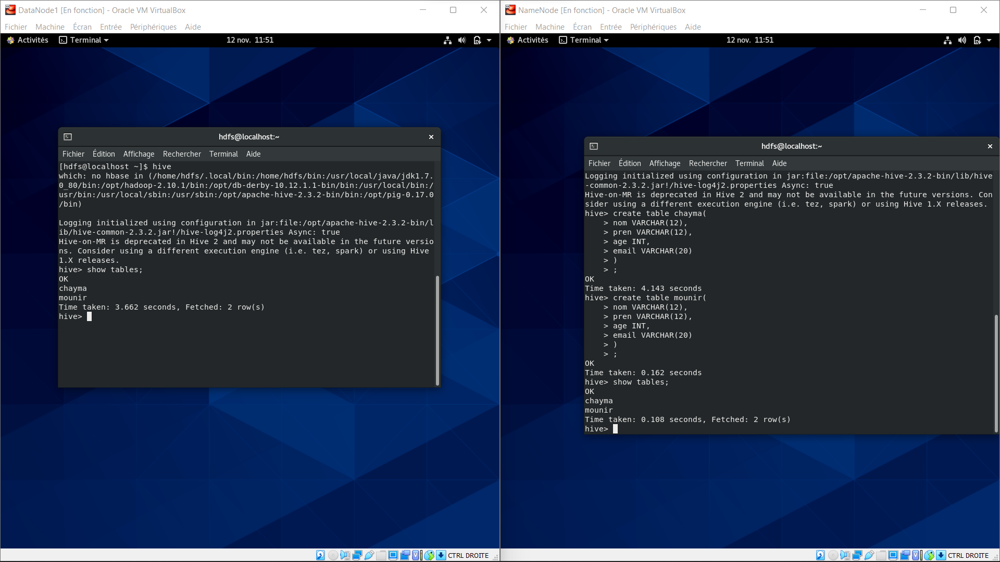 DataNode1 [En fonction] - Oracle VM VirtualBox
Fichier Machine Écran Entrée Périphériques Aide
Activités Terminal 12 nov. 11:51
hdfs@localhost:~
Fichier Édition Affichage Rechercher Terminal Aide
[hdfs@localhost ~]$ hive
which: no hbase in (/home/hdfs/.local/bin:/home/hdfs/bin:/usr/local/java/jdk1.7.
0_80/bin:/opt/hadoop-2.10.1/bin:/opt/db-derby-10.12.1.1-bin/bin:/usr/local/bin:/
usr/bin:/usr/local/sbin:/usr/sbin:/opt/apache-hive-2.3.2-bin/bin:/opt/pig-0.17.0
/bin)
Logging initialized using configuration in jar:file:/opt/apache-hive-2.3.2-bin/l
ib/hive-common-2.3.2.jar!/hive-log4j2.properties Async: true
Hive-on-MR is deprecated in Hive 2 and may not be available in the future versio
ns. Consider using a different execution engine (i.e. tez, spark) or using Hive
1.X releases.
hive> show tables;
OK
chayma
mounir
Time taken: 3.662 seconds, Fetched: 2 row(s)
hive>
CTRL DROITE
NameNode [En fonction] - Oracle VM VirtualBox
Fichier Machine Écran Entrée Périphériques Aide
Activités Terminal 12 nov. 11:51
hdfs@localhost:~
Fichier Édition Affichage Rechercher Terminal Aide
Logging initialized using configuration in jar:file:/opt/apache-hive-2.3.2-bin/lib/hive
-common-2.3.2.jar!/hive-log4j2.properties Async: true
Hive-on-MR is deprecated in Hive 2 and may not be available in the future versions. Con
sider using a different execution engine (i.e. tez, spark) or using Hive 1.X releases.
hive> create table chayma(
> nom VARCHAR(12),
> pren VARCHAR(12),
> age INT,
> email VARCHAR(20)
> )
> ;
OK
Time taken: 4.143 seconds
hive> create table mounir(
> nom VARCHAR(12),
> pren VARCHAR(12),
> age INT,
> email VARCHAR(20)
> )
> ;
OK
Time taken: 0.162 seconds
hive> show tables;
OK
chayma
mounir
Time taken: 0.108 seconds, Fetched: 2 row(s)
hive>
CTRL DROITE